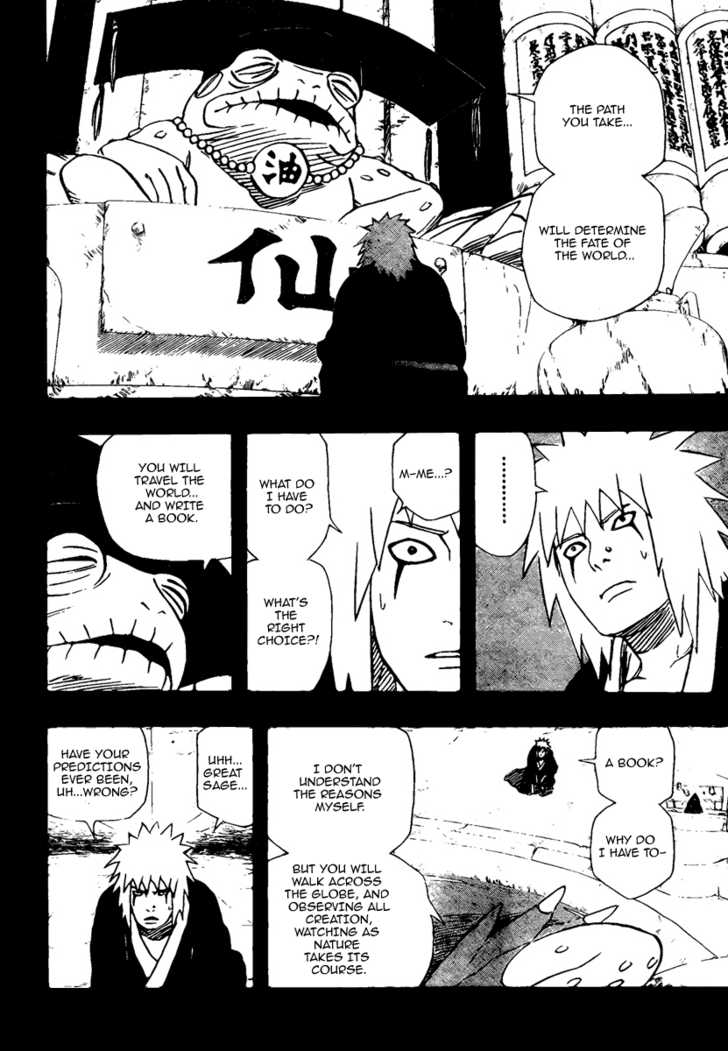 THE PATH
YOU TAKE...
WILL DETERMINE
THE FATE OF
THE WORLD...
油
仙
........
M-ME...?
WHAT DO
I HAVE
TO DO?
WHAT'S
THE
RIGHT
CHOICE?!
YOU WILL
TRAVEL THE
WORLD...
AND WRITE
A BOOK.
A BOOK?
WHY DO
I HAVE TO-
I DON'T
UNDERSTAND
THE REASONS
MYSELF.
BUT YOU WILL
WALK ACROSS
THE GLOBE, AND
OBSERVING ALL
CREATION,
WATCHING AS
NATURE
TAKES ITS
COURSE.
UHH...
GREAT
SAGE...
HAVE YOUR
PREDICTIONS
EVER BEEN,
UH...WRONG?